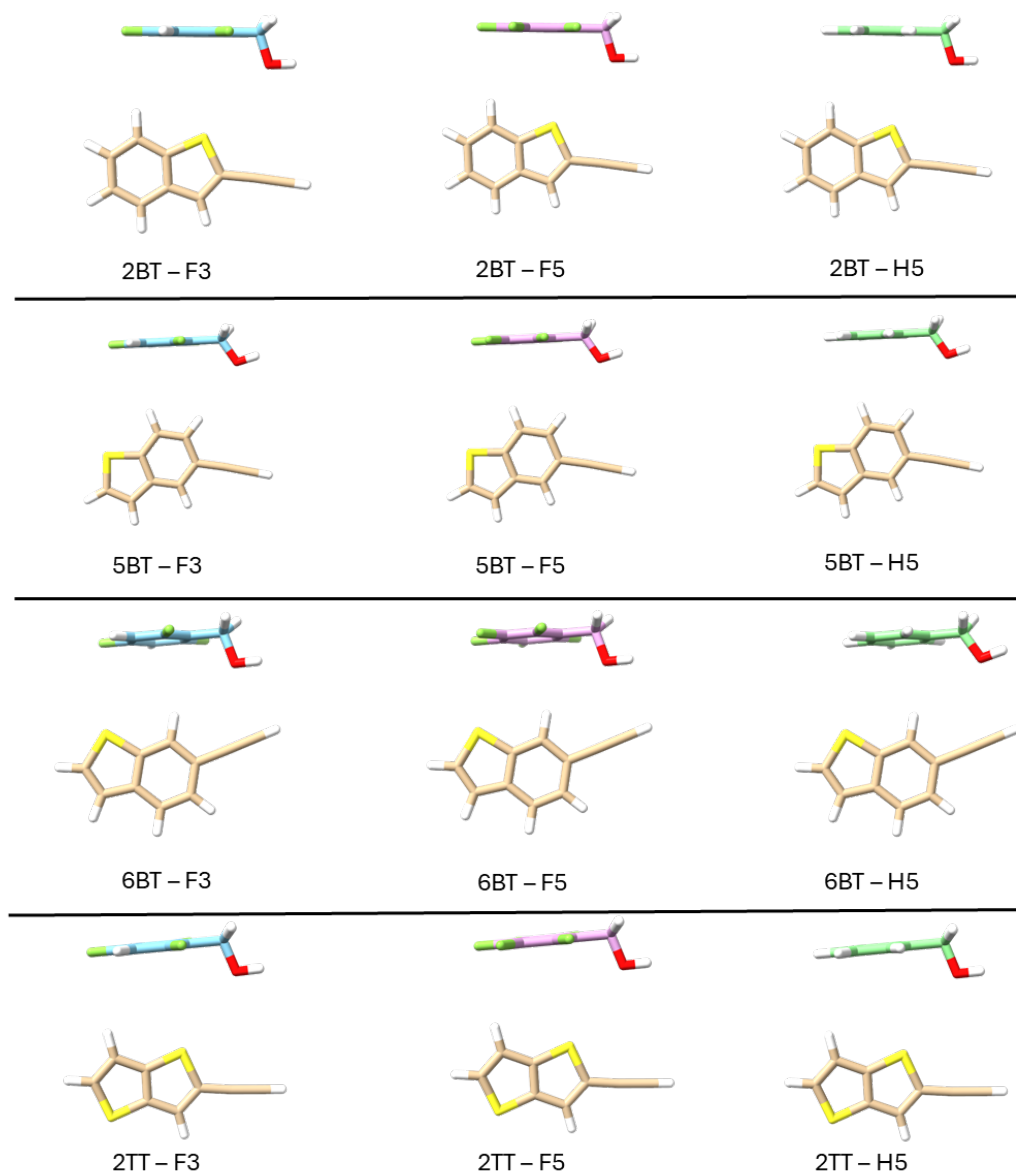 2BT – F3 2BT – F5 2BT – H5
5BT – F3 5BT – F5 5BT – H5
6BT – F3 6BT – F5 6BT – H5
2TT – F3 2TT – F5 2TT – H5